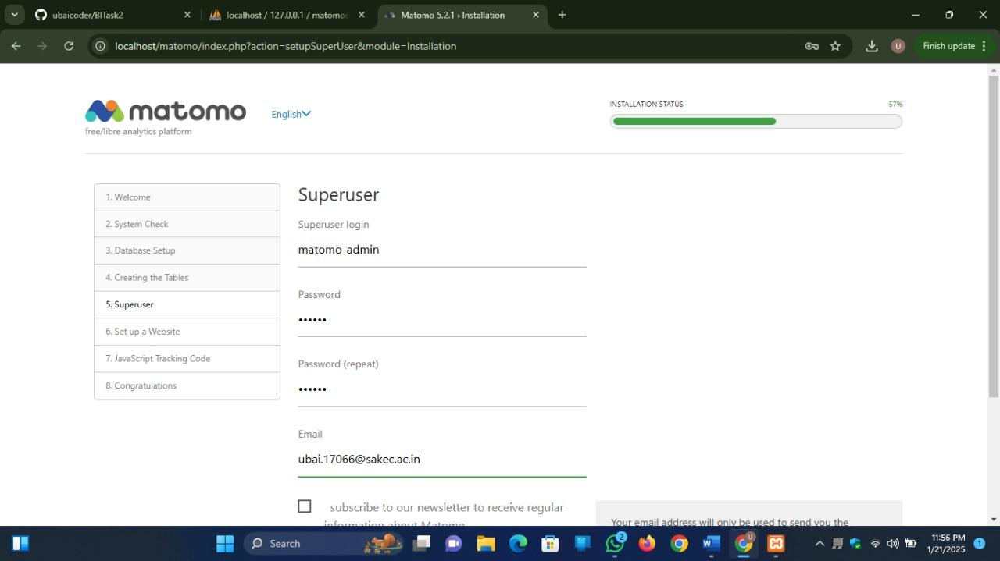 ubaicoder/BITask2
localhost / 127.0.0.1 / matomo
Matomo 5.2.1 › Installation
localhost/matomo/index.php?action=setupSuperUser&module=Installation
U
Finish update
matomo
free/libre analytics platform
English
INSTALLATION STATUS
57%
1. Welcome
2. System Check
3. Database Setup
4. Creating the Tables
5. Superuser
6. Set up a Website
7. JavaScript Tracking Code
8. Congratulations
Superuser
Superuser login
matomo-admin
Password
••••••
Password (repeat)
••••••
Email
ubai.17066@sakec.ac.in
subscribe to our newsletter to receive regular
information about Matomo
Your email address will only be used to send you the
Search
2
W
U
11:56 PM
1/21/2025
1